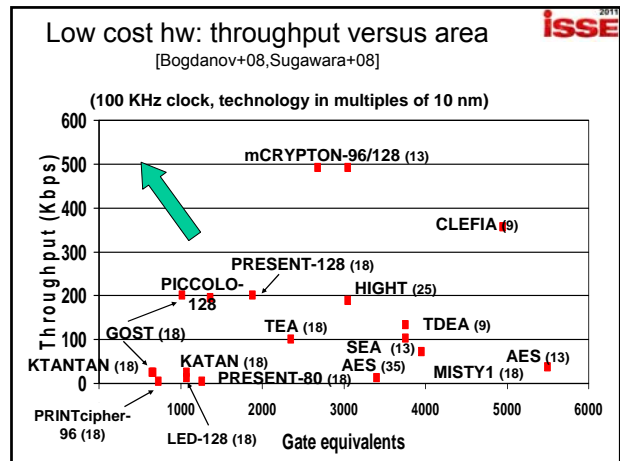 Low cost hw: throughput versus area
isse 2011
[Bogdanov+08,Sugawara+08]
(100 KHz clock, technology in multiples of 10 nm)
Throughput (Kbps)
600
500
400
300
200
100
0
mCRYPTON-96/128 (13)
CLEFIA (9)
PRESENT-128 (18)
PICCOLO-
128
HIGHT (25)
GOST (18)
TEA (18)
TDEA (9)
SEA (13)
KTANTAN (18)
KATAN (18)
AES (35)
AES (13)
PRESENT-80 (18)
MISTY1 (18)
PRINTcipher-
96 (18)
LED-128 (18)
1000 2000 3000 4000 5000 6000
Gate equivalents